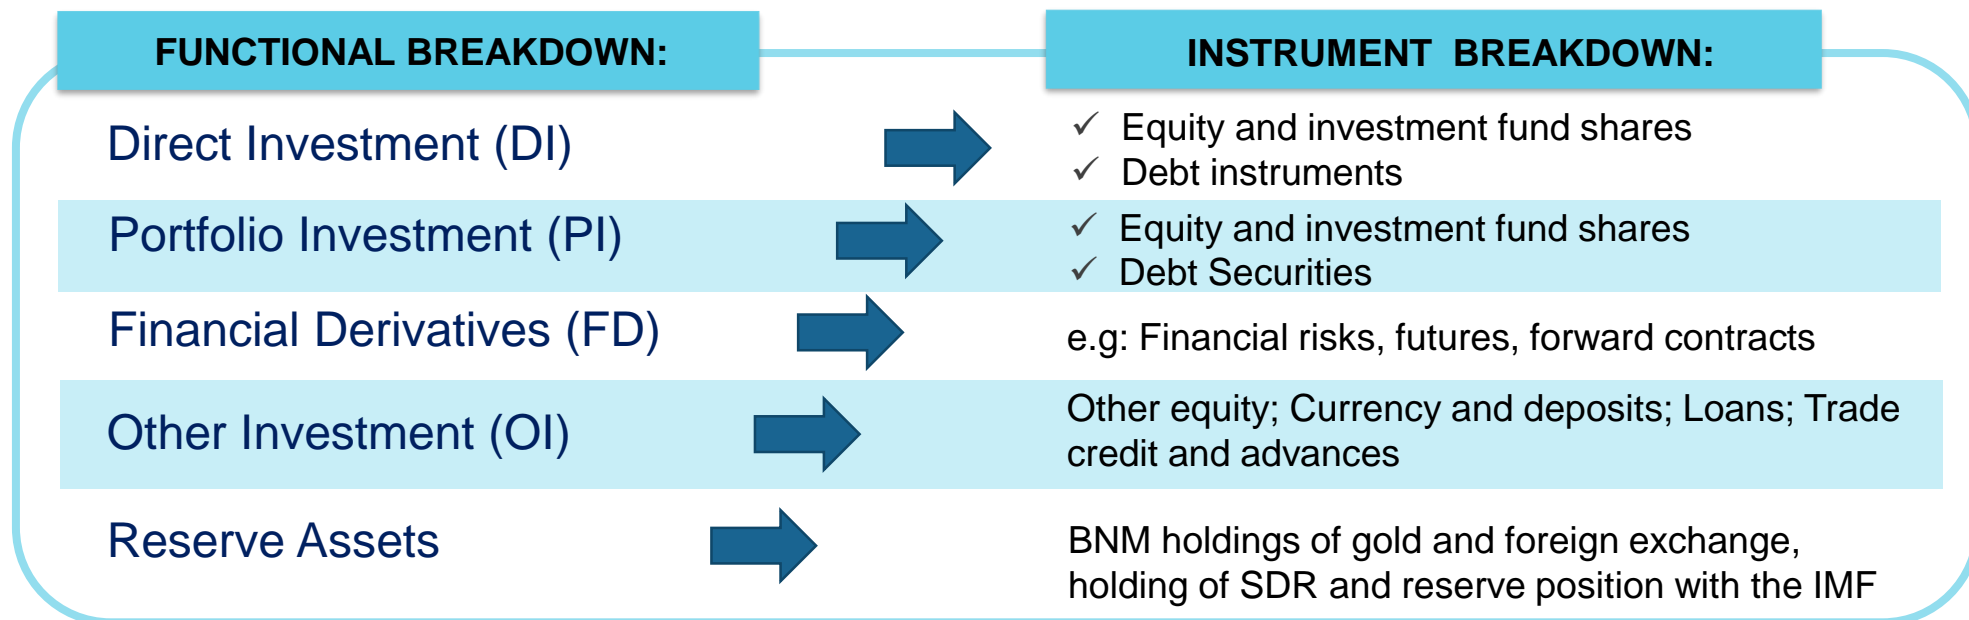 FUNCTIONAL BREAKDOWN:
INSTRUMENT BREAKDOWN:
Direct Investment (DI)
✓ Equity and investment fund shares
✓ Debt instruments
Portfolio Investment (PI)
✓ Equity and investment fund shares
✓ Debt Securities
Financial Derivatives (FD)
e.g: Financial risks, futures, forward contracts
Other Investment (OI)
Other equity; Currency and deposits; Loans; Trade
credit and advances
Reserve Assets
BNM holdings of gold and foreign exchange,
holding of SDR and reserve position with the IMF